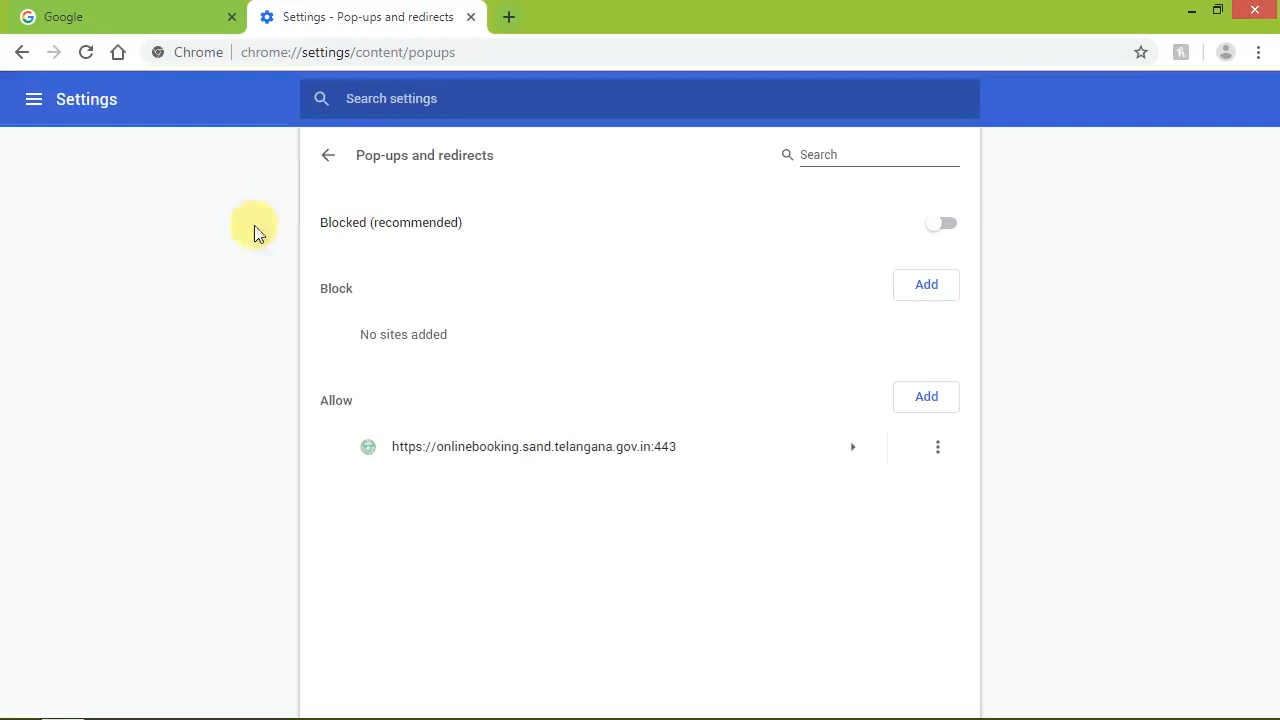 Google
Settings - Pop-ups and redirects
Chrome
chrome://settings/content/popups
Settings
Search settings
Pop-ups and redirects
Search
Blocked (recommended)
Block
Add
No sites added
Allow
Add
https://onlinebooking.sand.telangana.gov.in:443